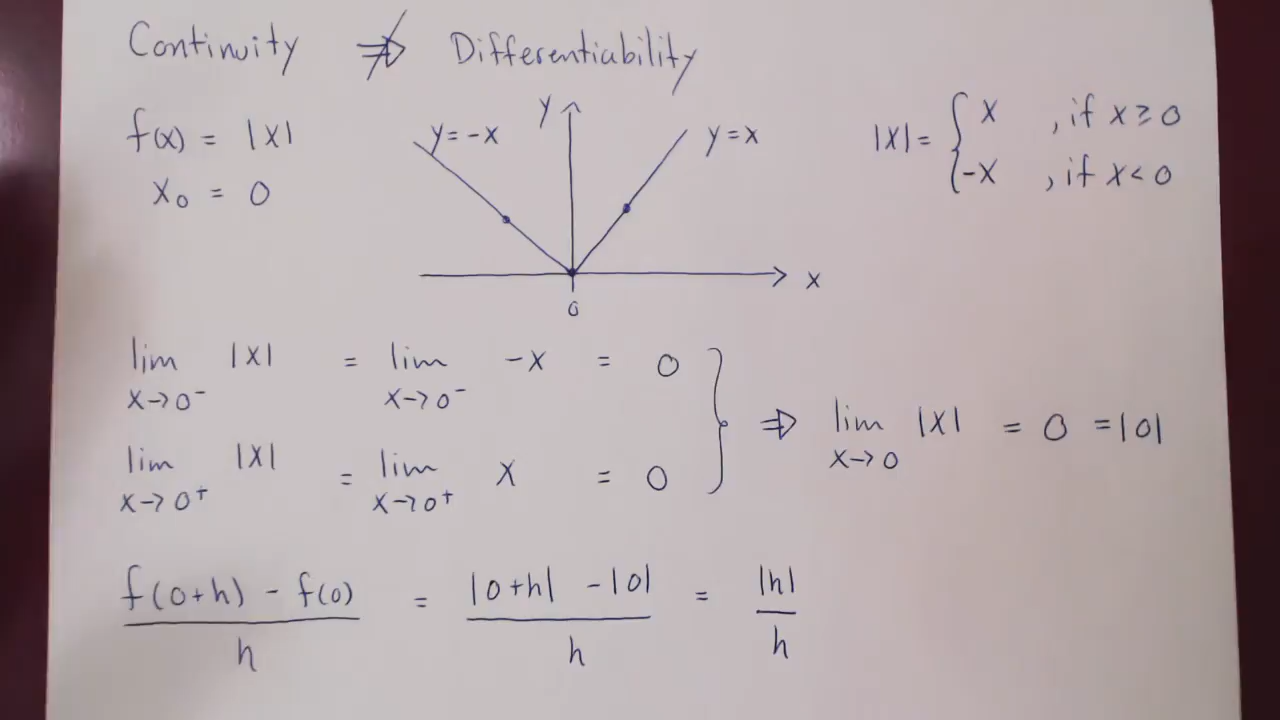 Continuity ⇏ Differentiability
f(x) = |x|
x₀ = 0
y = -x
y
y = x
x
0
|x| = { x , if x ≥ 0
-x , if x < 0
lim x→0⁻ |x| = lim x→0⁻ -x = 0
lim x→0⁺ |x| = lim x→0⁺ x = 0
} ⇒ lim x→0 |x| = 0 = |0|
f(0+h) - f(0) / h = |0+h| - |0| / h = |h| / h